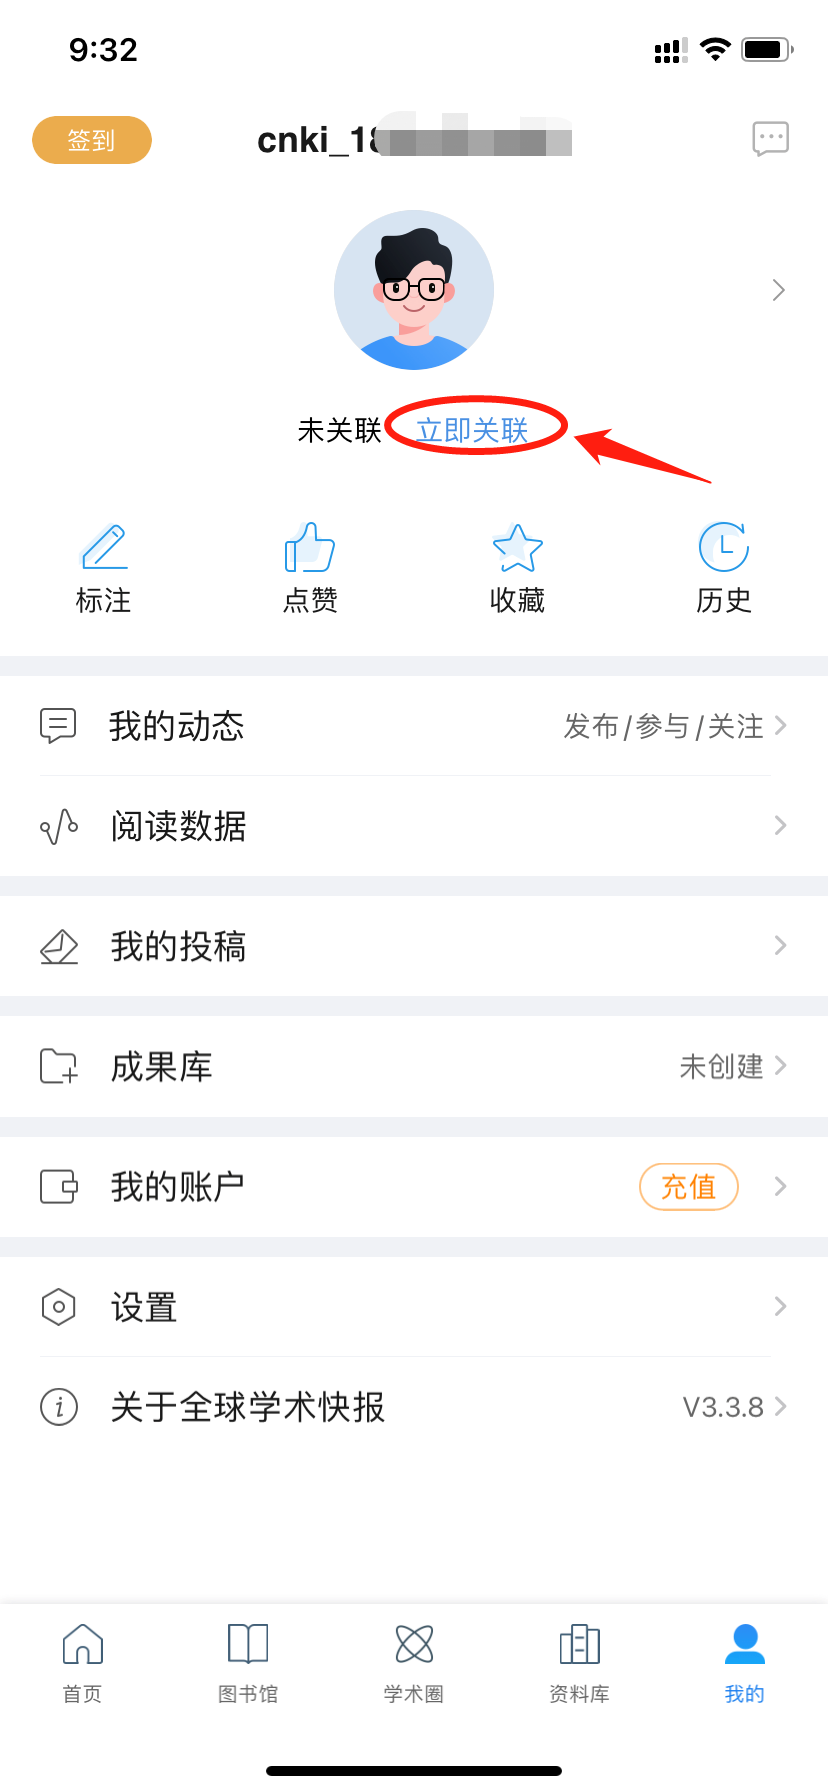 9:32
签到
cnki_18
未关联 立即关联
标注 点赞 收藏 历史
我的动态 发布/参与/关注
阅读数据
我的投稿
成果库 未创建
我的账户 充值
设置
关于全球学术快报 V3.3.8
首页 图书馆 学术圈 资料库 我的